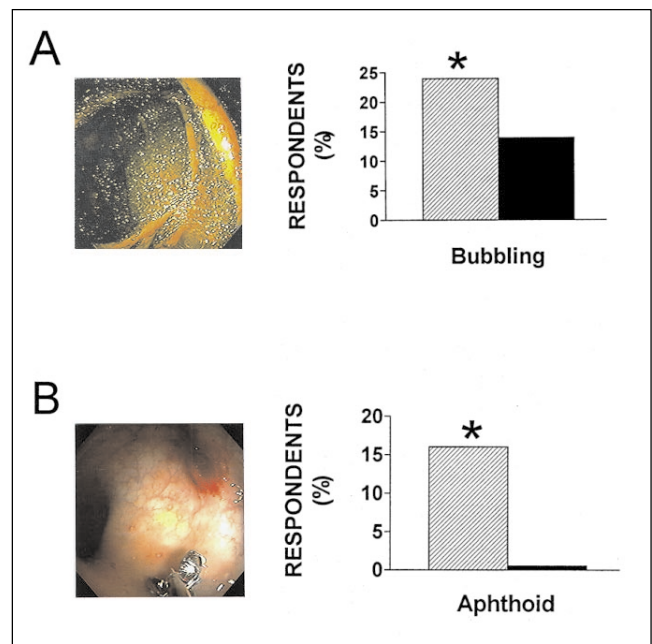 A
RESPONDENTS
(%)
25
20
15
10
5
0
*
Bubbling
B
RESPONDENTS
(%)
20
15
10
5
0
*
Aphthoid